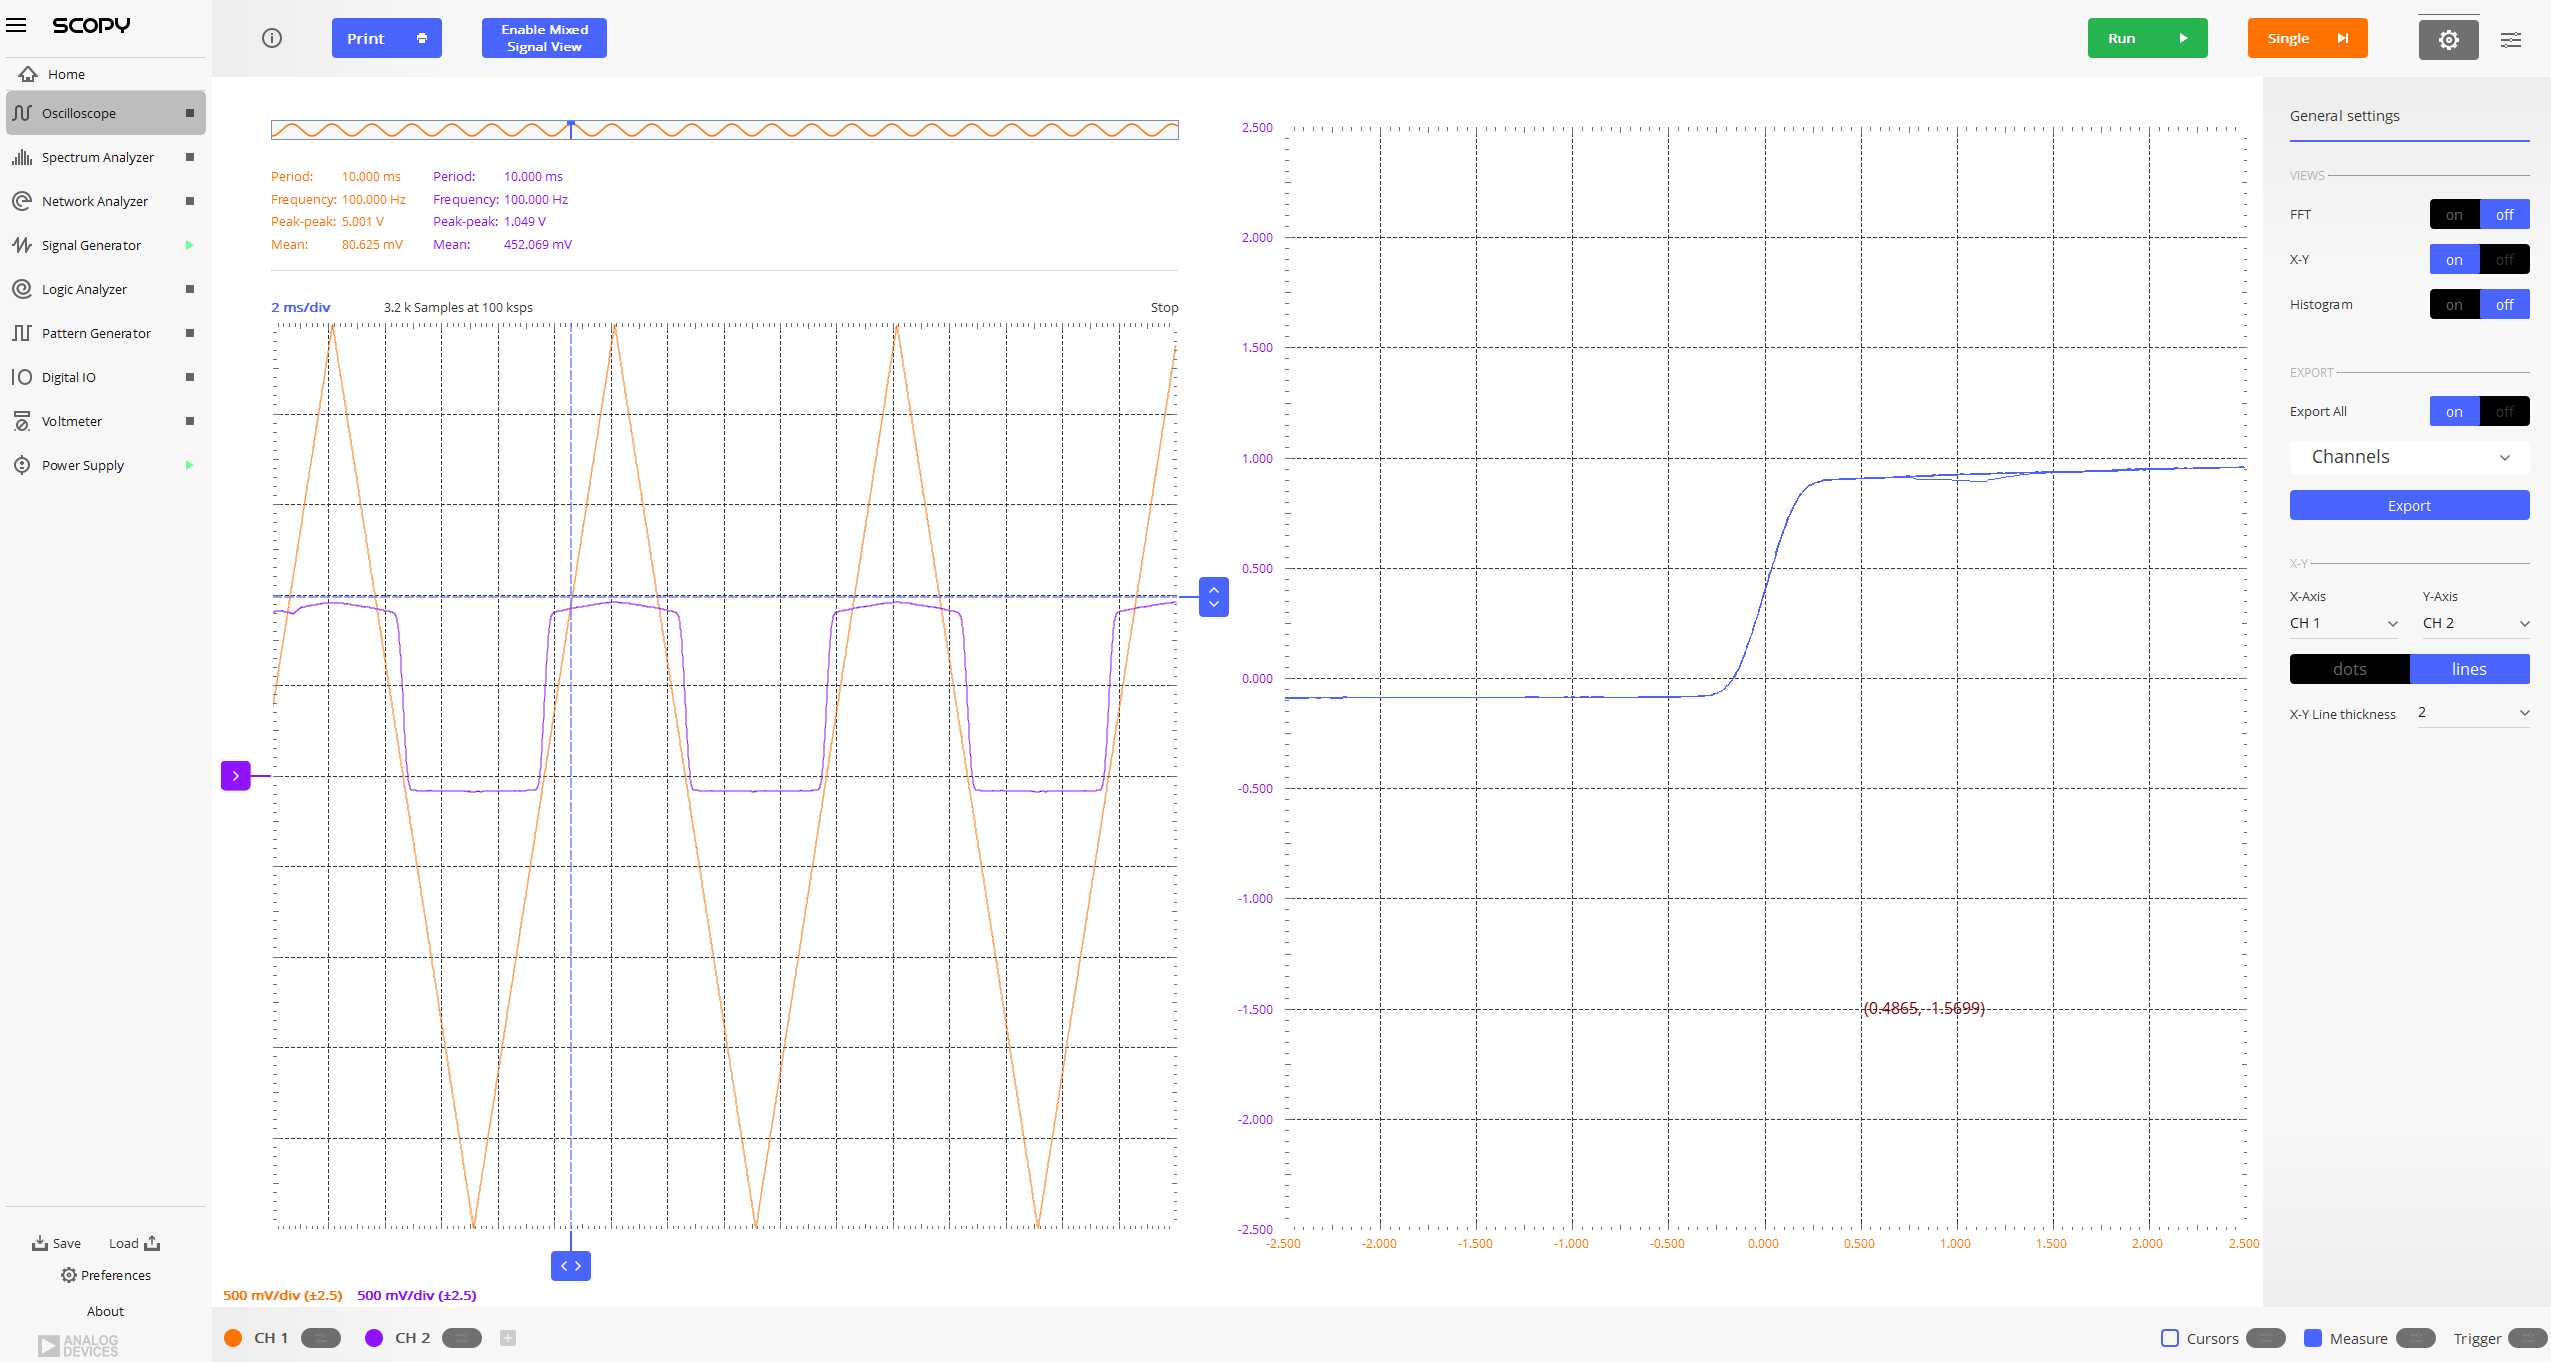 SCOPY
Print
Enable Mixed
Signal View
Run
Single
Home
Oscilloscope
Spectrum Analyzer
Network Analyzer
Signal Generator
Logic Analyzer
Pattern Generator
Digital IO
Voltmeter
Power Supply
Save Load
Preferences
About
ANALOG
DEVICES
Period: 10.000 ms Period: 10.000 ms
Frequency: 100.000 Hz Frequency: 100.000 Hz
Peak-peak: 5.001 V Peak-peak: 1.049 V
Mean: 80.625 mV Mean: 452.069 mV
2 ms/div 3.2 k Samples at 100 ksps Stop
500 mV/div (±2.5) 500 mV/div (±2.5)
2.500
2.000
1.500
1.000
0.500
0.000
-0.500
-1.000
-1.500
-2.000
-2.500
(0.4865, -1.5699)
-2.500 -2.000 -1.500 -1.000 -0.500 0.000 0.500 1.000 1.500 2.000 2.500
General settings
VIEWS
FFT on off
X-Y on off
Histogram on off
EXPORT
Export All on off
Channels
Export
X-Y
X-Axis Y-Axis
CH 1 CH 2
dots lines
X-Y Line thickness 2
CH 1 CH 2
Cursors Measure Trigger